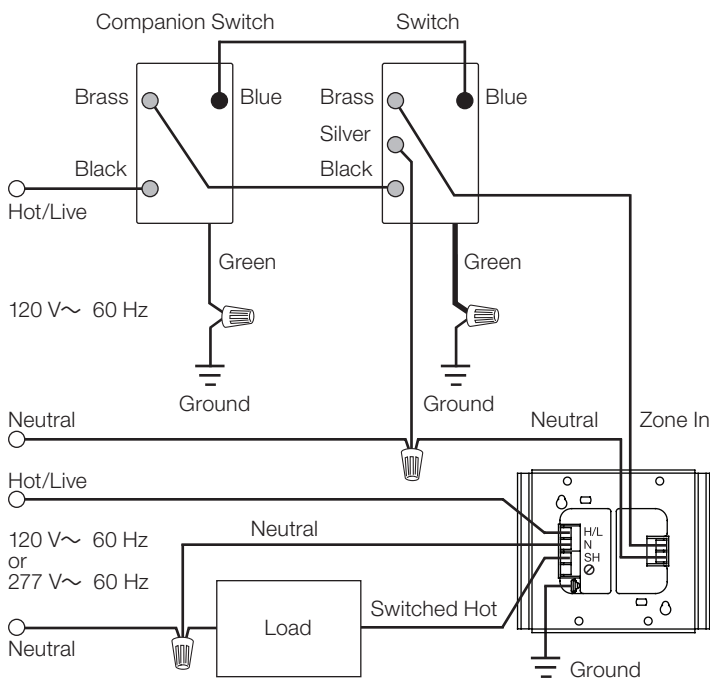 Companion Switch
Switch
Brass
Blue
Brass
Blue
Silver
Black
Black
Hot/Live
Green
Green
120 V~ 60 Hz
Ground
Ground
Neutral
Neutral
Zone In
Hot/Live
H/L
N
SH
Neutral
120 V~ 60 Hz
or
277 V~ 60 Hz
Switched Hot
Load
Neutral
Ground